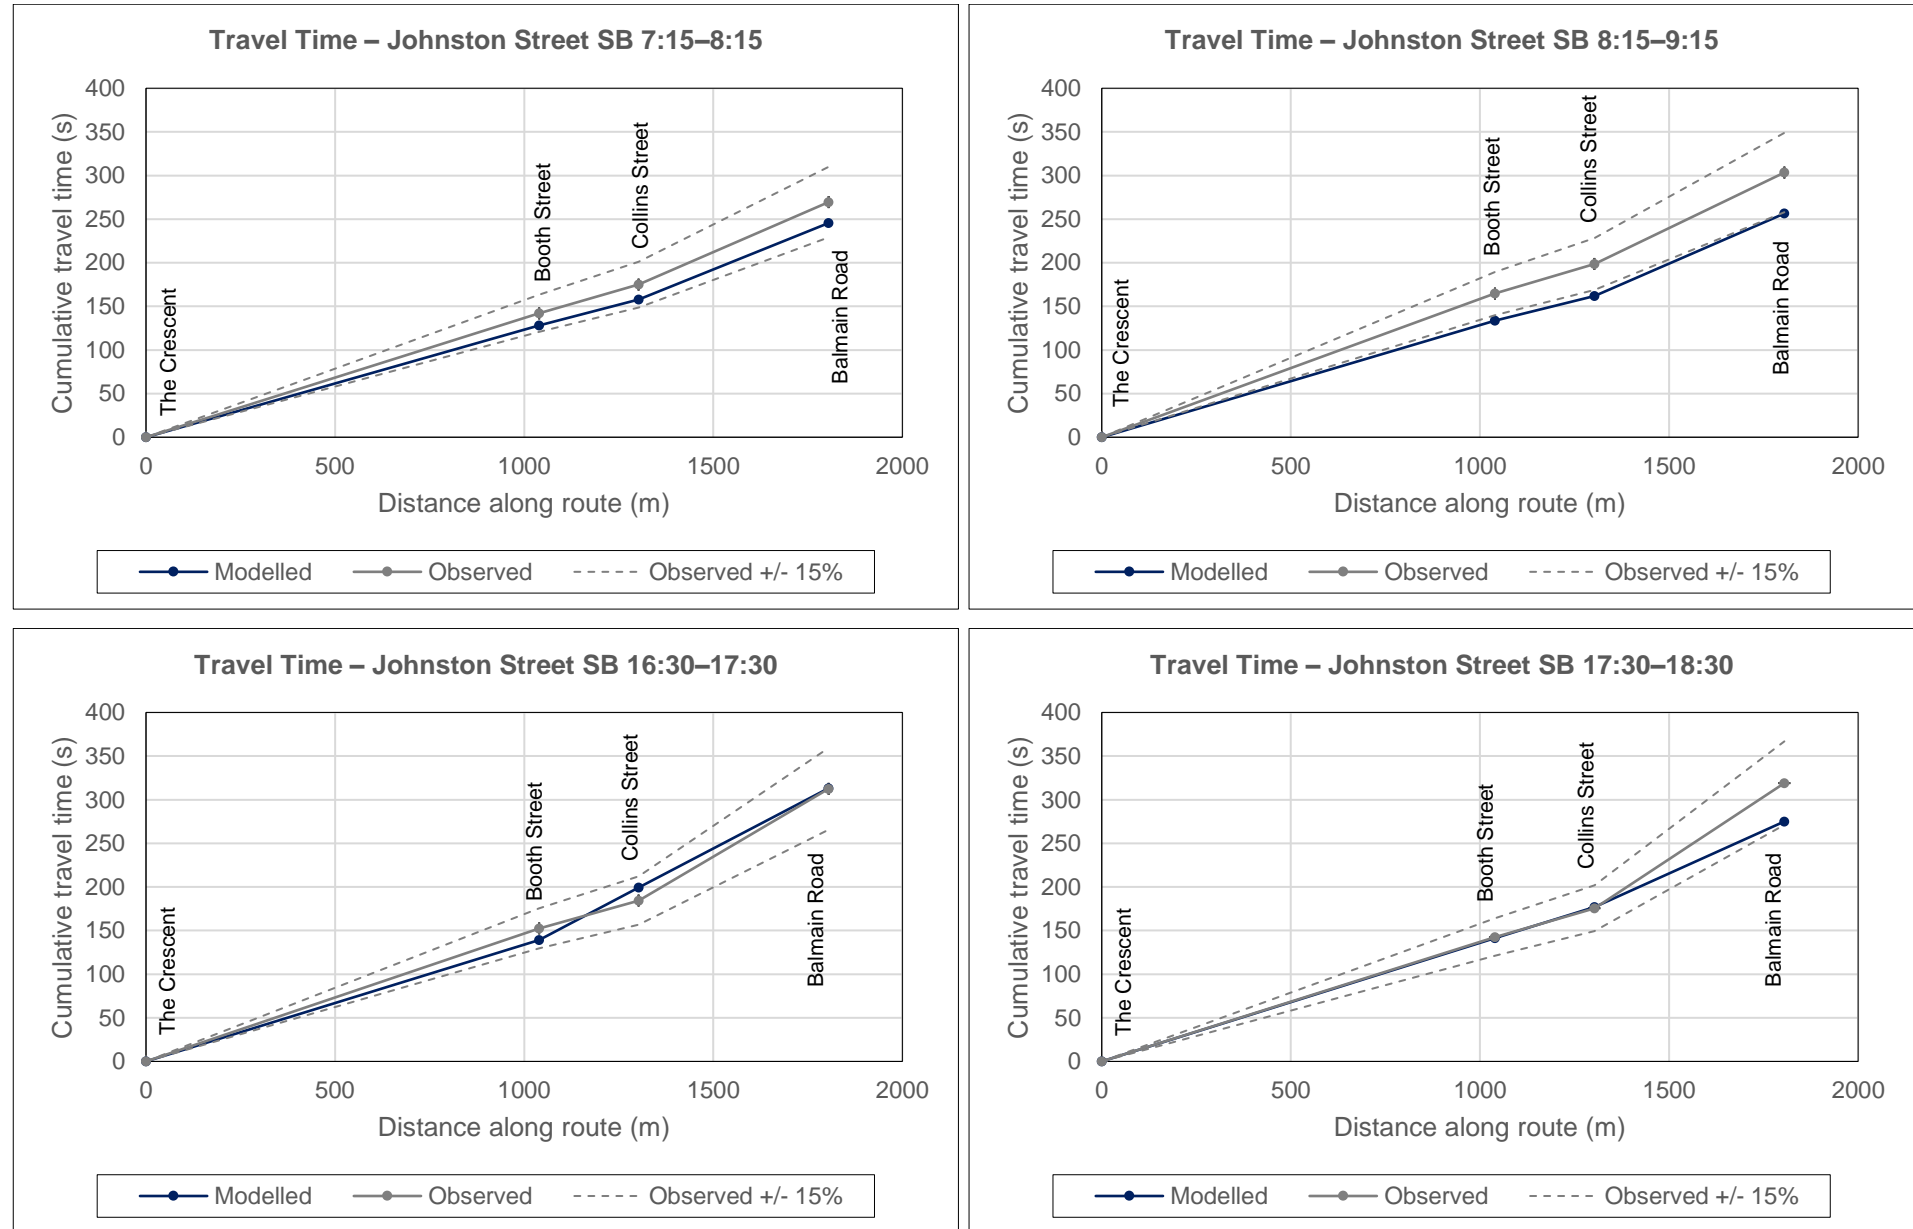 Travel Time – Johnston Street SB 7:15–8:15
Cumulative travel time (s)
400
350
300
250
200
150
100
50
0
The Crescent
Booth Street
Collins Street
Balmain Road
0 500 1000 1500 2000
Distance along route (m)
Modelled Observed Observed +/- 15%
Travel Time – Johnston Street SB 8:15–9:15
Cumulative travel time (s)
400
350
300
250
200
150
100
50
0
The Crescent
Booth Street
Collins Street
Balmain Road
0 500 1000 1500 2000
Distance along route (m)
Modelled Observed Observed +/- 15%
Travel Time – Johnston Street SB 16:30–17:30
Cumulative travel time (s)
400
350
300
250
200
150
100
50
0
The Crescent
Booth Street
Collins Street
Balmain Road
0 500 1000 1500 2000
Distance along route (m)
Modelled Observed Observed +/- 15%
Travel Time – Johnston Street SB 17:30–18:30
Cumulative travel time (s)
400
350
300
250
200
150
100
50
0
The Crescent
Booth Street
Collins Street
Balmain Road
0 500 1000 1500 2000
Distance along route (m)
Modelled Observed Observed +/- 15%